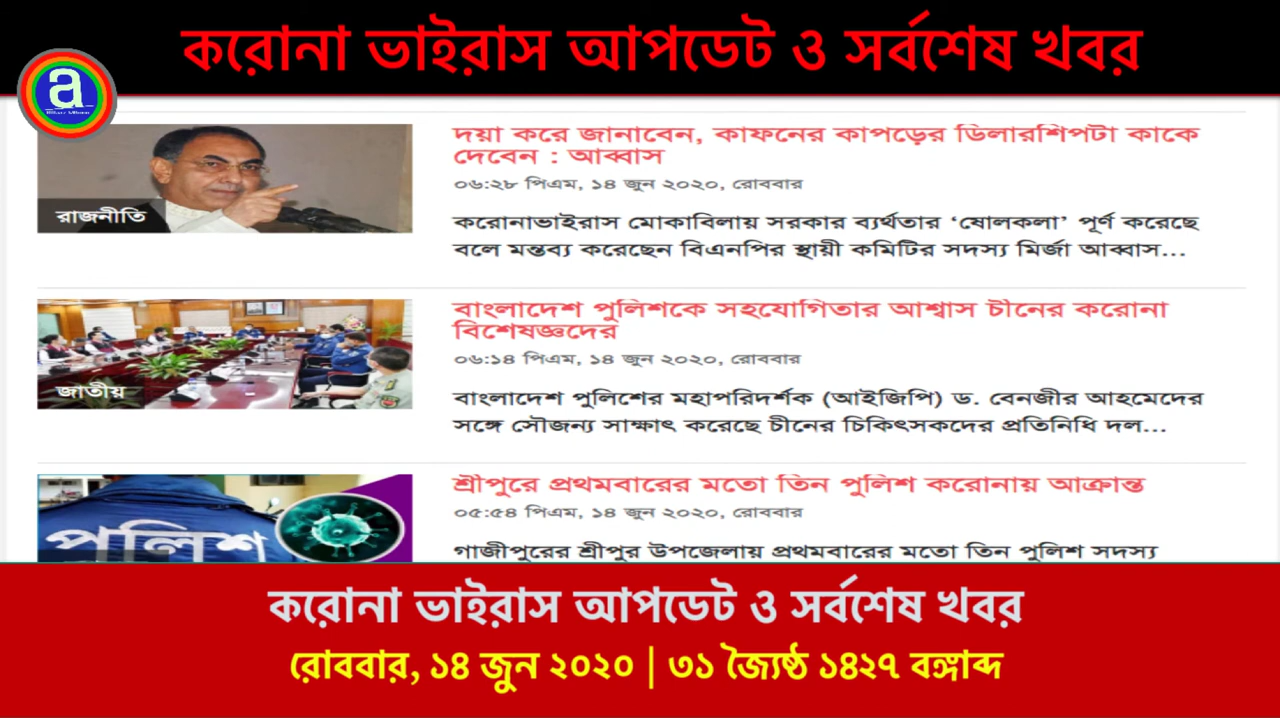 করোনা ভাইরাস আপডেট ও সর্বশেষ খবর
a
দয়া করে জানাবেন, কাফনের কাপড়ের ডিলারশিপটা কাকে
দেবেন : আব্বাস
০৬:২৮ পিএম, ১৪ জুন ২০২০, রোববার
রাজনীতি
করোনাভাইরাস মোকাবিলায় সরকার ব্যর্থতার ‘ষোলকলা’ পূর্ণ করেছে
বলে মন্তব্য করেছেন বিএনপির স্থায়ী কমিটির সদস্য মির্জা আব্বাস...
বাংলাদেশ পুলিশকে সহযোগিতার আশ্বাস চীনের করোনা
বিশেষজ্ঞদের
০৬:১৪ পিএম, ১৪ জুন ২০২০, রোববার
জাতীয়
বাংলাদেশ পুলিশের মহাপরিদর্শক (আইজিপি) ড. বেনজীর আহমেদের
সঙ্গে সৌজন্য সাক্ষাৎ করেছে চীনের চিকিৎসকদের প্রতিনিধি দল...
শ্রীপুরে প্রথমবারের মতো তিন পুলিশ করোনায় আক্রান্ত
০৫:৫৪ পিএম, ১৪ জুন ২০২০, রোববার
পুলিশ
গাজীপুরের শ্রীপুর উপজেলায় প্রথমবারের মতো তিন পুলিশ সদস্য
করোনা ভাইরাস আপডেট ও সর্বশেষ খবর
রোববার, ১৪ জুন ২০২০ | ৩১ জ্যৈষ্ঠ ১৪২৭ বঙ্গাব্দ